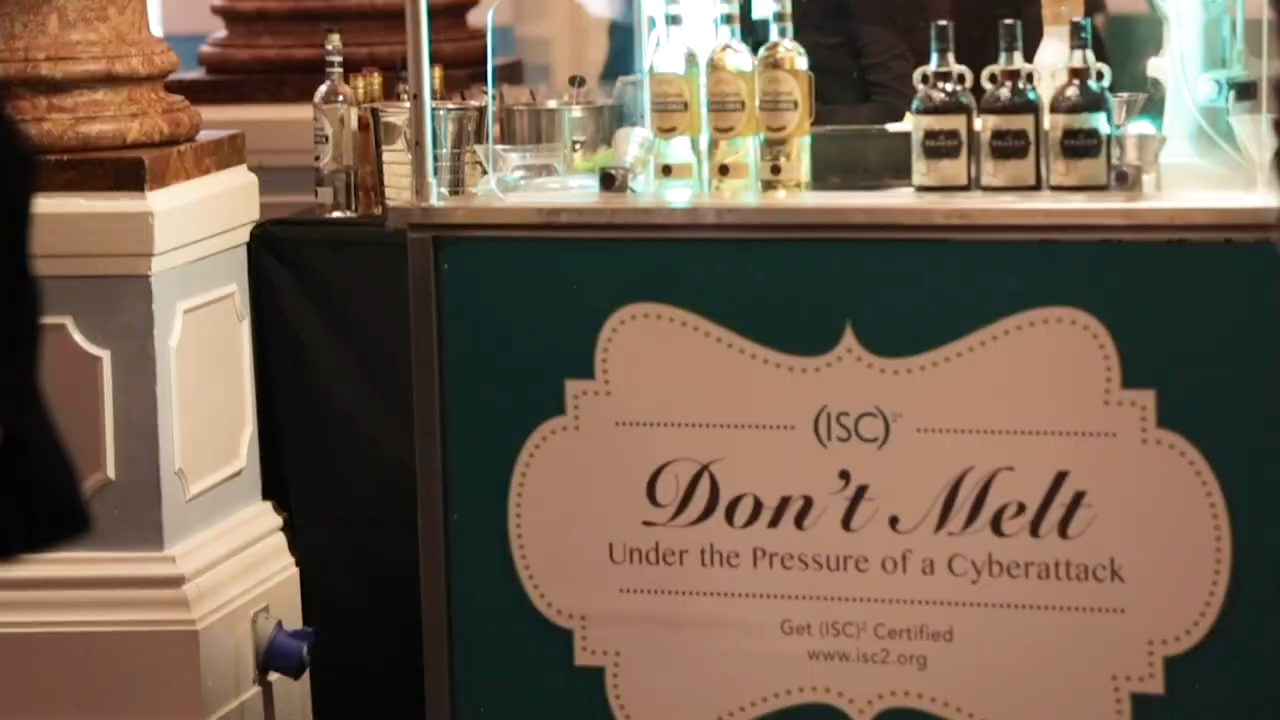 (ISC)²
Don't Melt
Under the Pressure of a Cyberattack
Get (ISC)² Certified
www.isc2.org